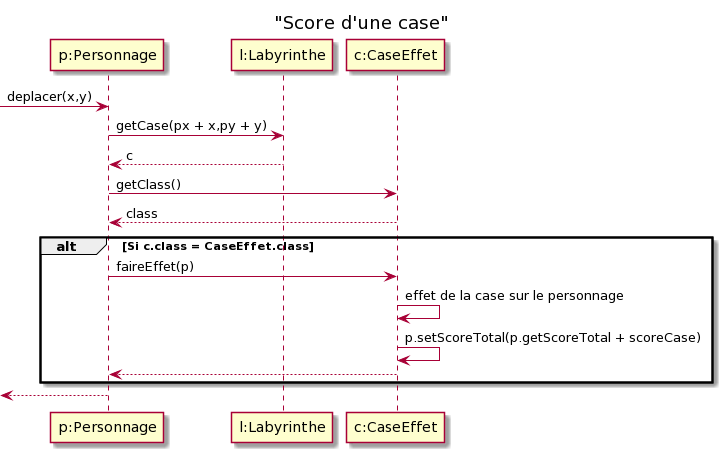 "Score d'une case"
p:Personnage
l:Labyrinthe
c:CaseEffet
deplacer(x,y)
getCase(px + x,py + y)
c
getClass()
class
alt
[Si c.class = CaseEffet.class]
faireEffet(p)
effet de la case sur le personnage
p.setScoreTotal(p.getScoreTotal + scoreCase)
p:Personnage
l:Labyrinthe
c:CaseEffet